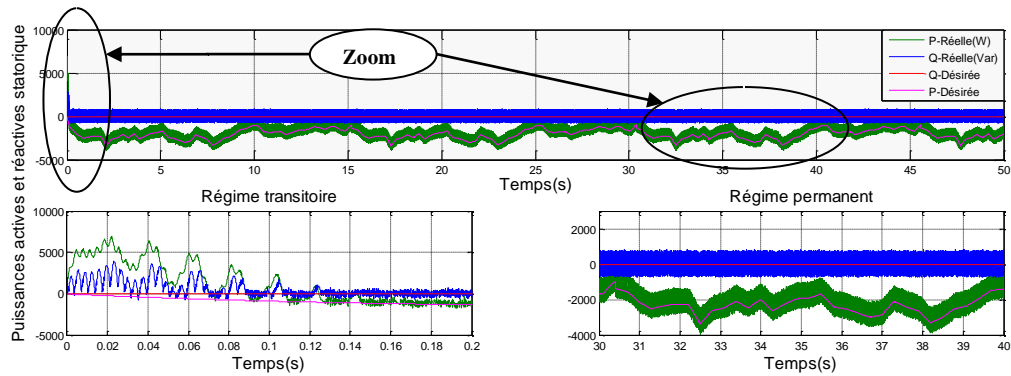 Puissances actives et réactives statorique
10000
5000
0
-5000
0 5 10 15 20 25 30 35 40 45 50
Zoom
P-Réelle(W)
Q-Réelle(Var)
Q-Désirée
P-Désirée
Temps(s)
Régime transitoire
Régime permanent
10000
5000
0
-5000
0 0.02 0.04 0.06 0.08 0.1 0.12 0.14 0.16 0.18 0.2
Temps(s)
2000
0
-2000
-4000
30 31 32 33 34 35 36 37 38 39 40
Temps(s)